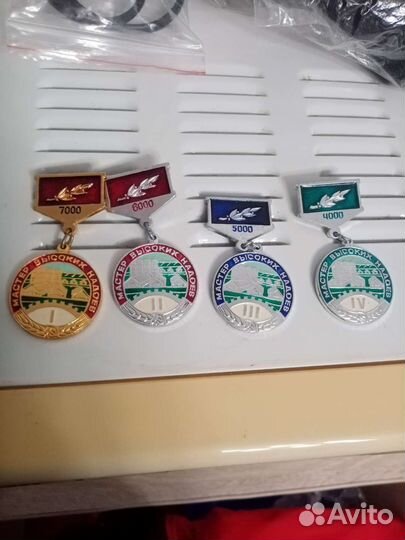 7000
МАСТЕР ВЫСОКИХ НАДОЕВ
I
6000
МАСТЕР ВЫСОКИХ НАДОЕВ
II
5000
МАСТЕР ВЫСОКИХ НАДОЕВ
III
4000
МАСТЕР ВЫСОКИХ НАДОЕВ
IV
Avito